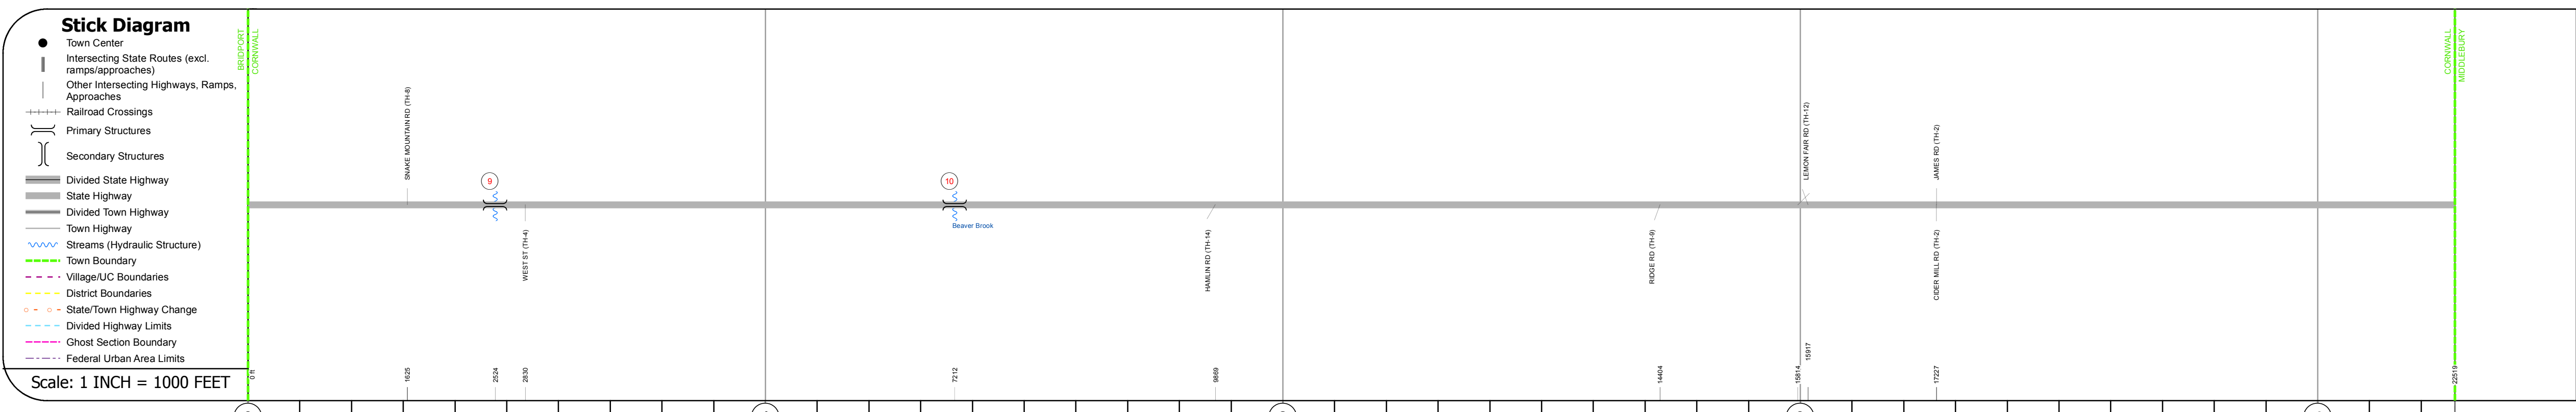 Stick Diagram
Town Center
Intersecting State Routes (excl.
ramps/approaches)
Other Intersecting Highways, Ramps,
Approaches
Railroad Crossings
Primary Structures
Secondary Structures
Divided State Highway
State Highway
Divided Town Highway
Town Highway
Streams (Hydraulic Structure)
Town Boundary
Village/UC Boundaries
District Boundaries
State/Town Highway Change
Divided Highway Limits
Ghost Section Boundary
Federal Urban Area Limits
Scale: 1 INCH = 1000 FEET
BRIDPORT
CORNWALL
0 ft
SNAKE MOUNTAIN RD (TH-8)
1625
9
2524
WEST ST (TH-4)
2830
10
Beaver Brook
7212
HAMLIN RD (TH-14)
9869
RIDGE RD (TH-9)
14404
LEMON FAIR RD (TH-12)
15814
15917
JAMES RD (TH-2)
CIDER MILL RD (TH-2)
17227
CORNWALL
MIDDLEBURY
22519